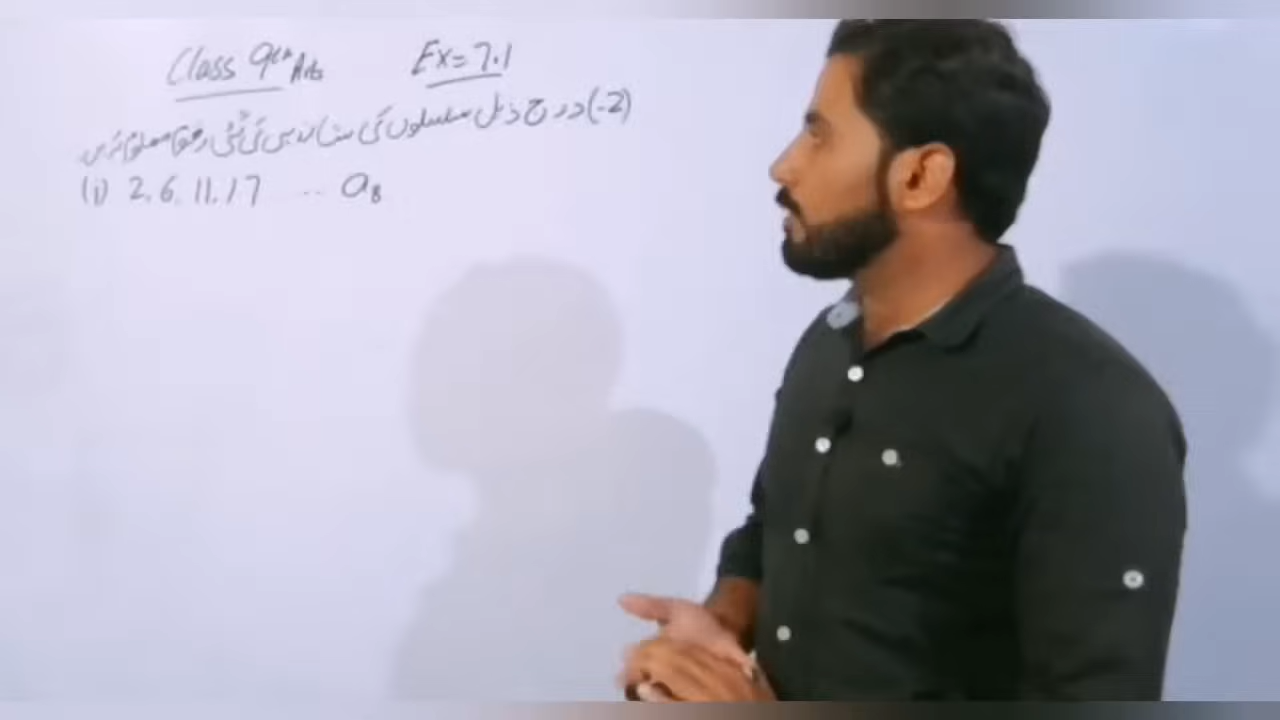 Class 9th Arts Ex = 7.1
(2-) درج ذیل سلسلوں کی نشاندہی کی گئی رقم معلوم کریں
(i) 2, 6, 11, 17 ... a₈